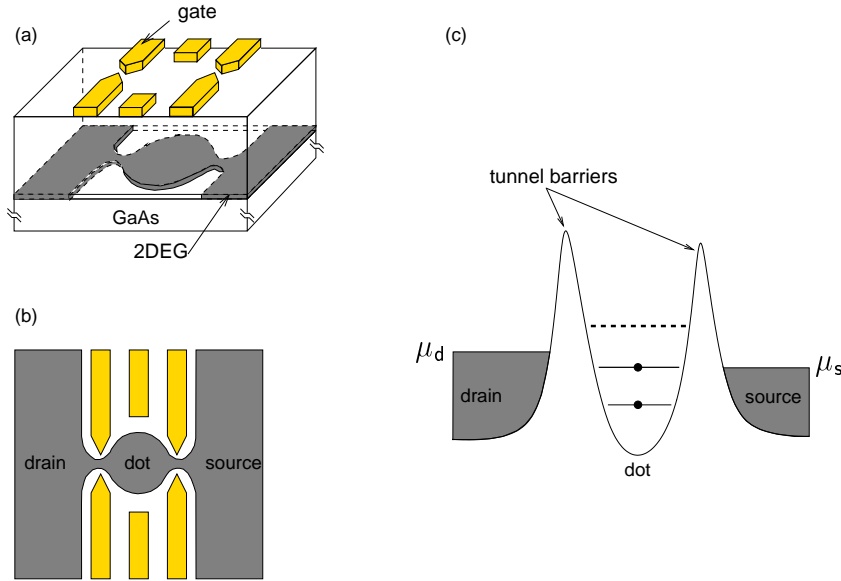 (a)
gate
GaAs
2DEG
(b)
drain
dot
source
(c)
tunnel barriers
μd
μs
drain
source
dot